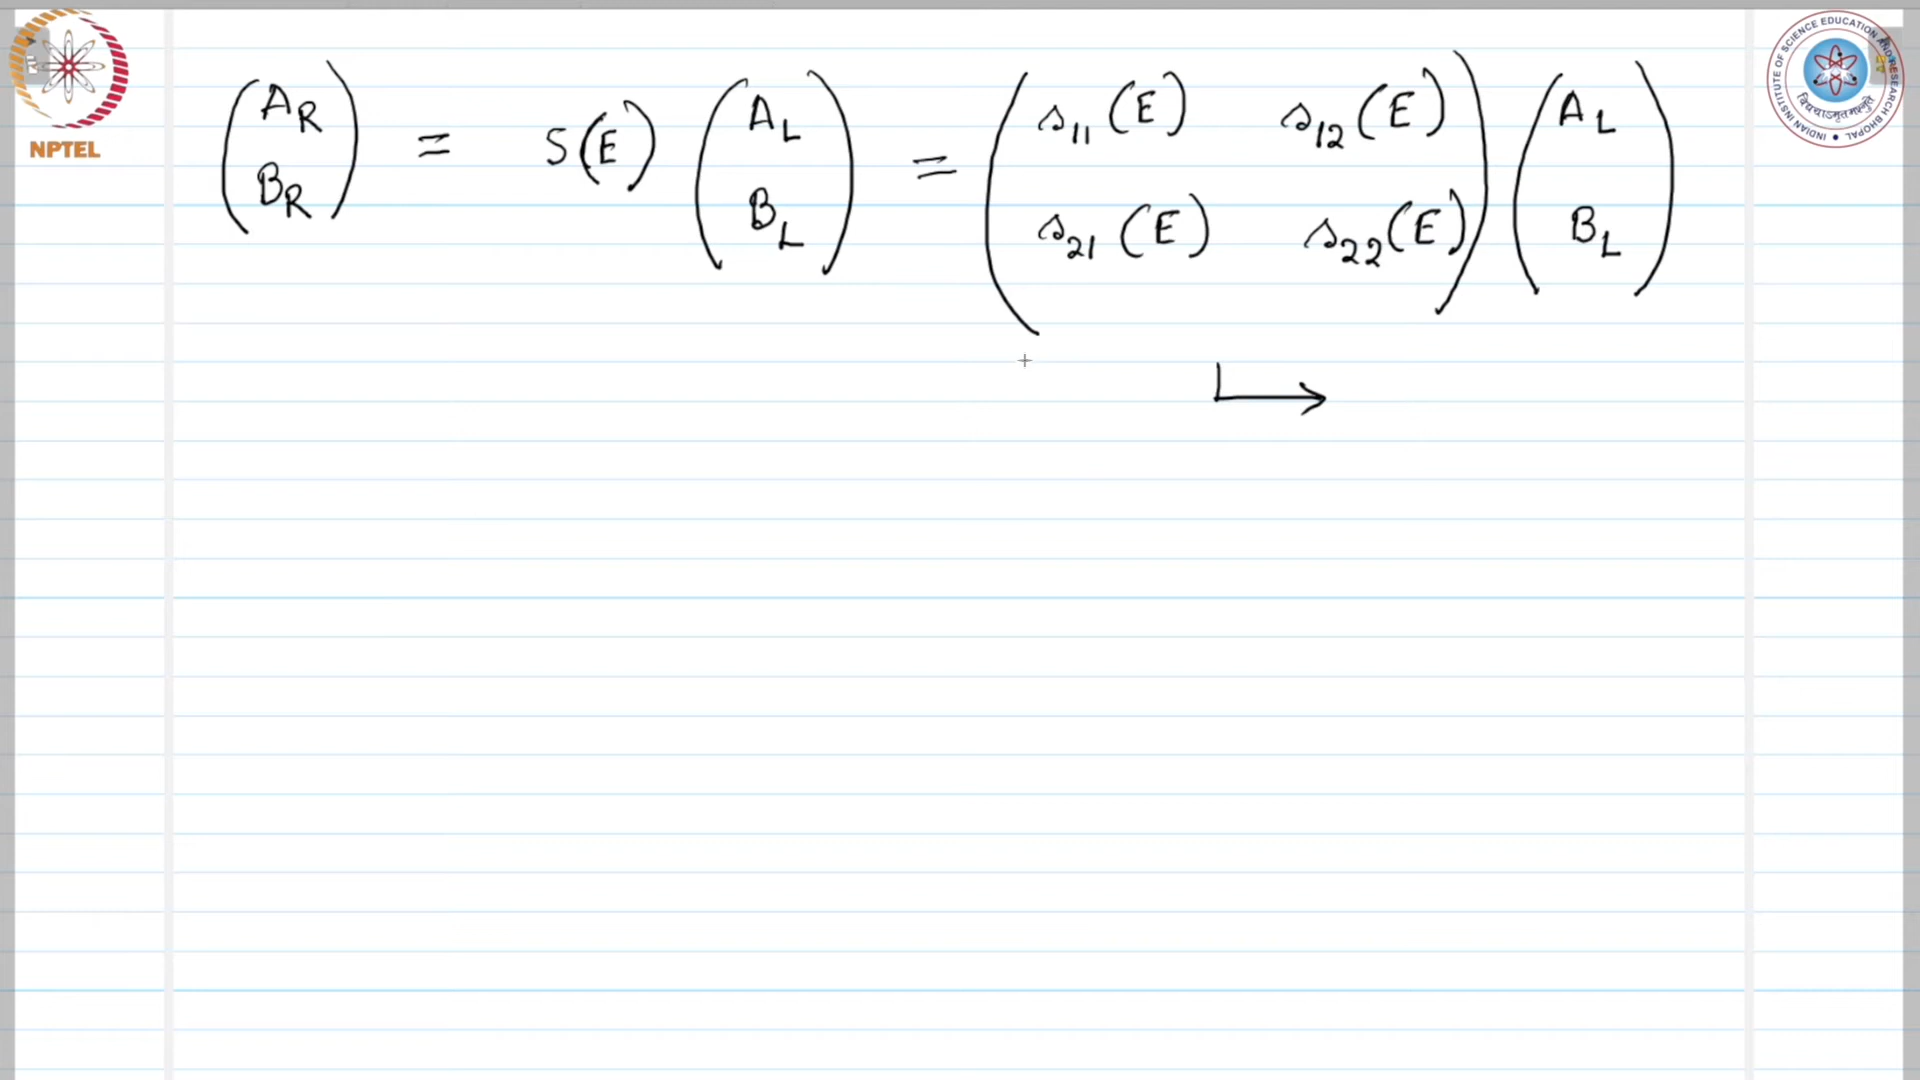 (A_R B_R) = S(E) (A_L B_L) = (s_11(E) s_12(E) s_21(E) s_22(E)) (A_L B_L)
NPTEL
INDIAN INSTITUTE OF SCIENCE EDUCATION AND RESEARCH BHOPAL